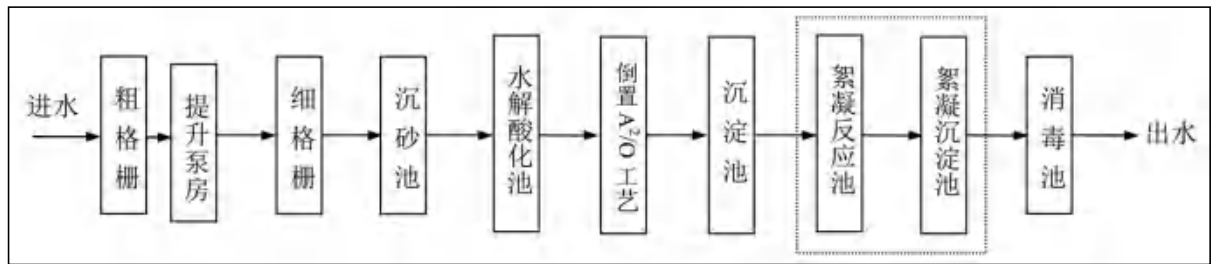 进水
粗格栅
提升泵房
细格栅
沉砂池
水解酸化池
倒置A²/O工艺
沉淀池
絮凝反应池
絮凝沉淀池
消毒池
出水